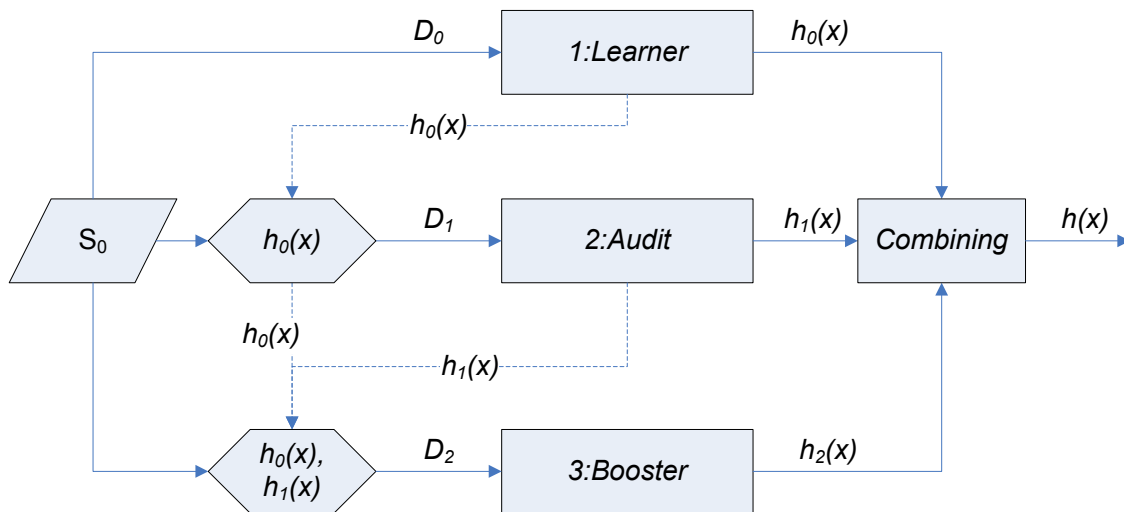 D₀
1:Learner
h₀(x)
h₀(x)
S₀
h₀(x)
D₁
2:Audit
h₁(x)
Combining
h(x)
h₀(x)
h₁(x)
h₀(x),
h₁(x)
D₂
3:Booster
h₂(x)